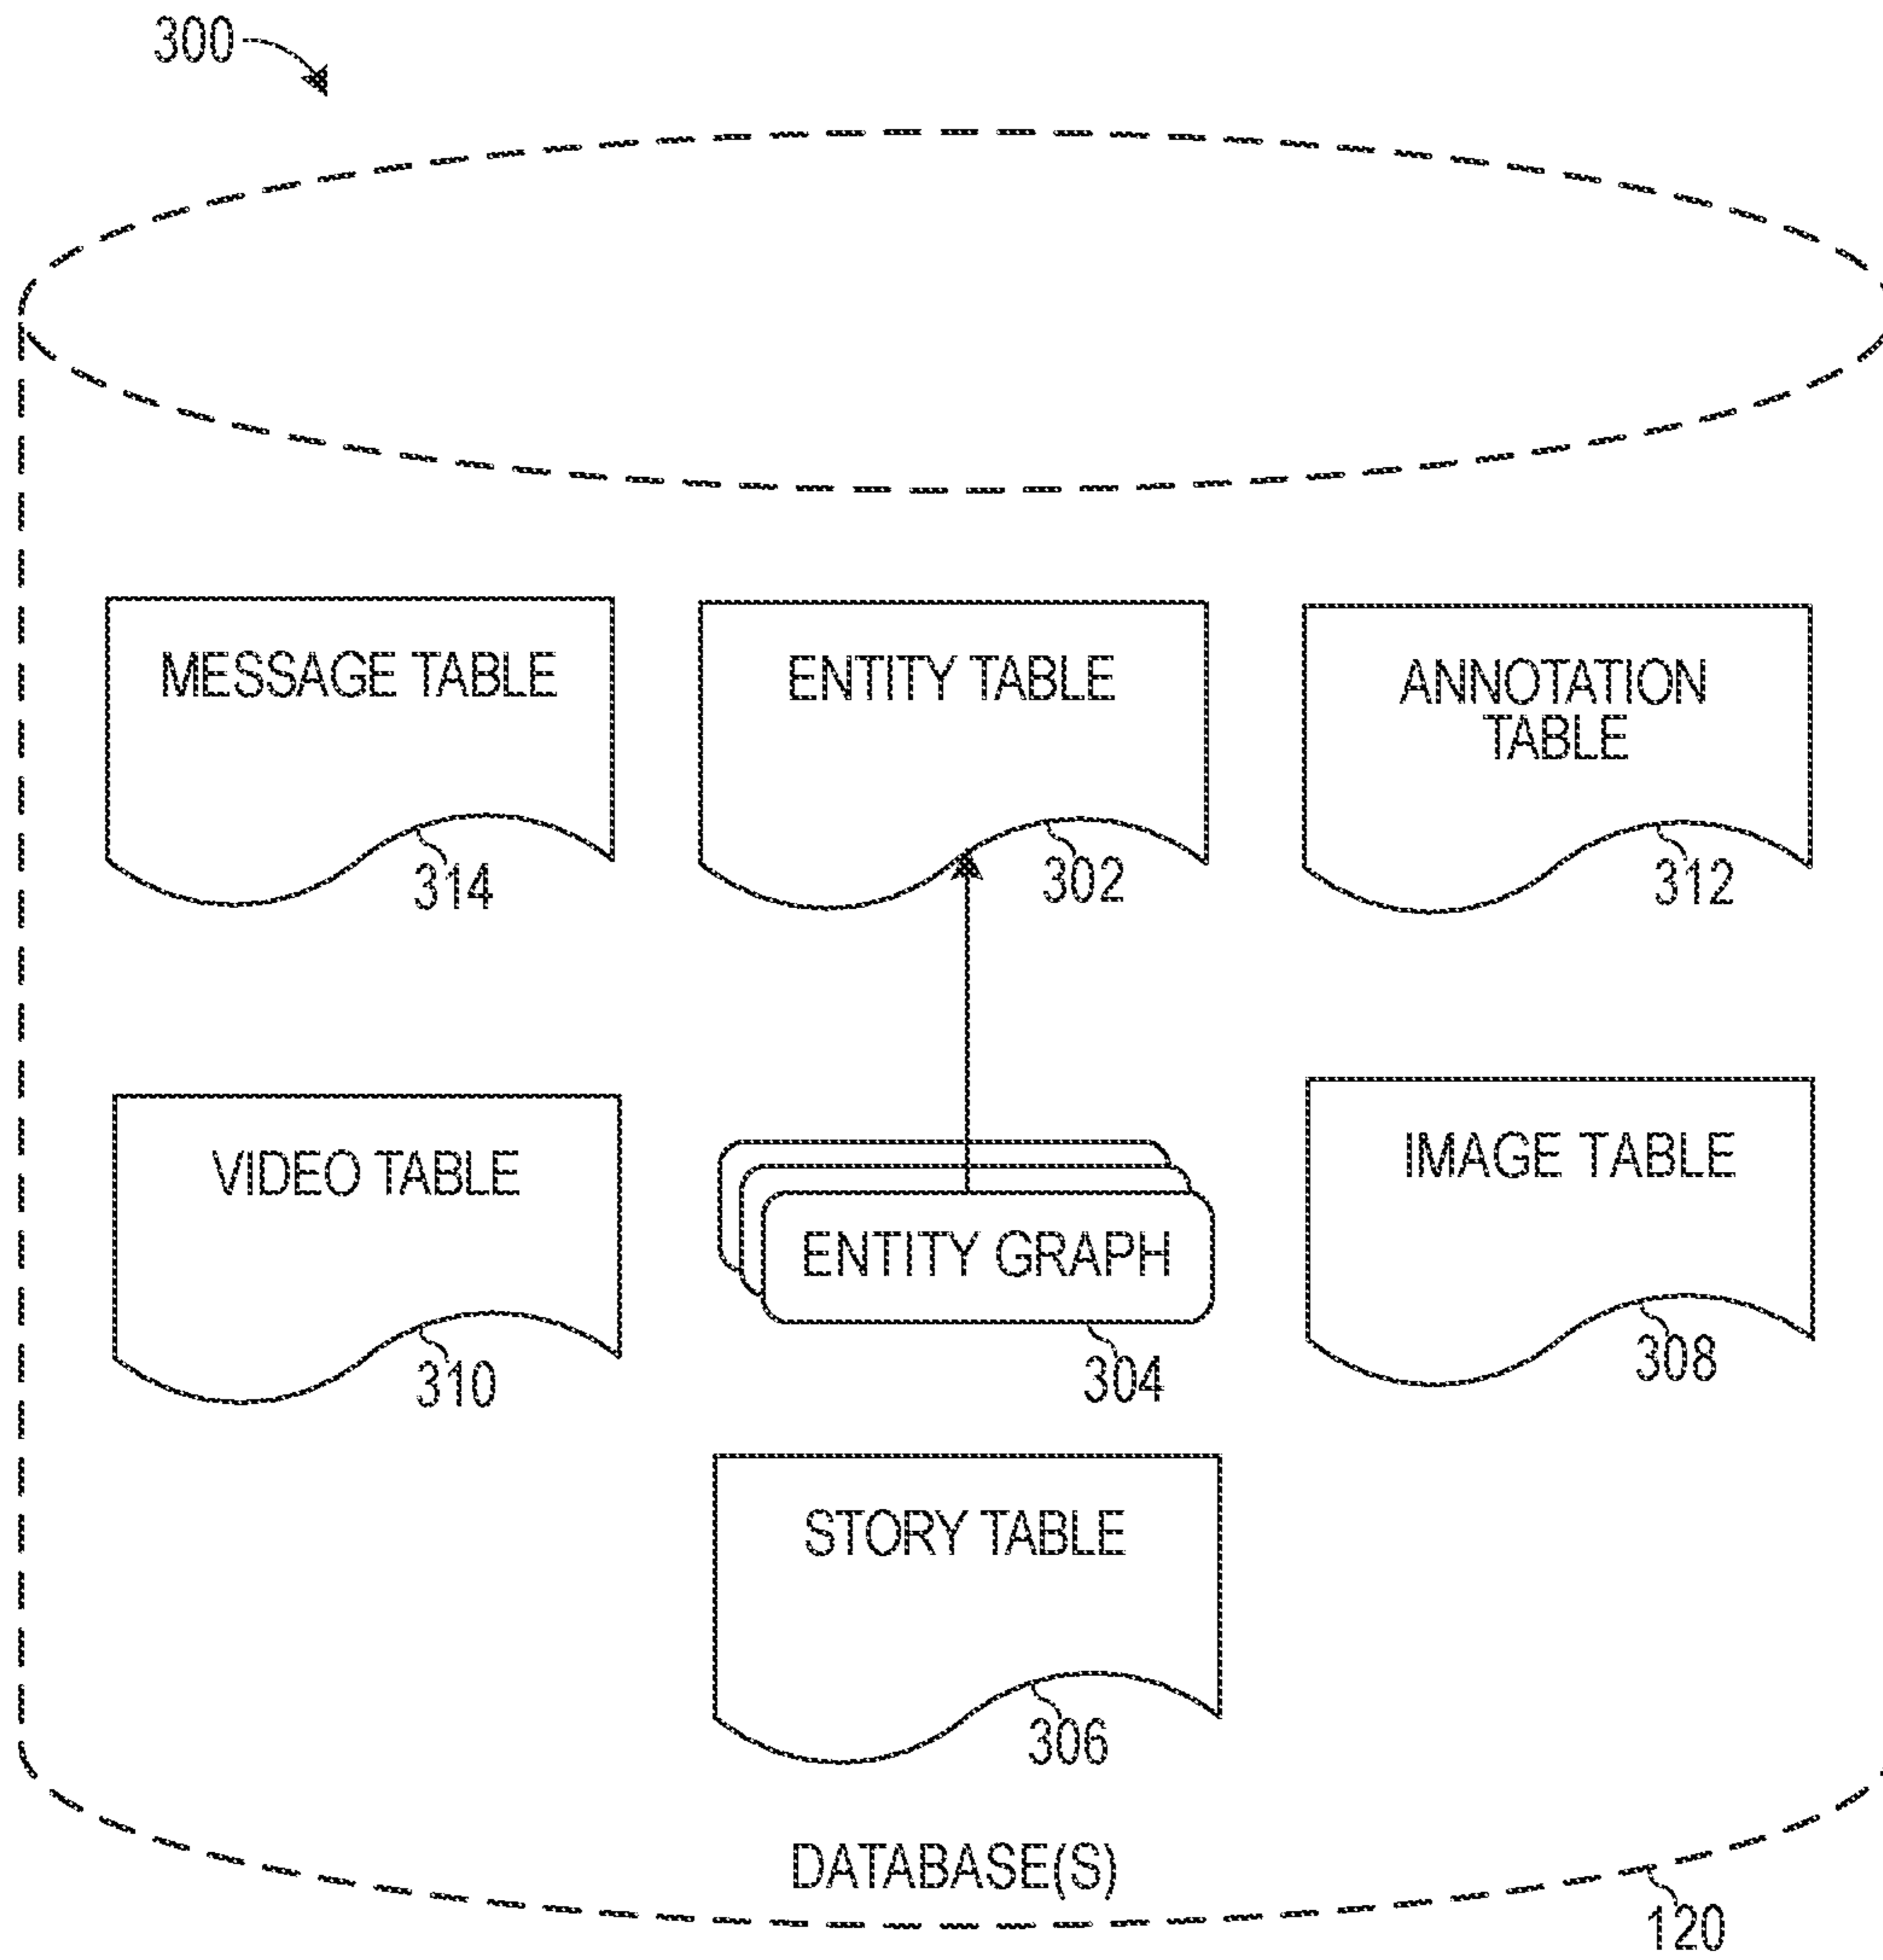 300
MESSAGE TABLE
314
ENTITY TABLE
302
ANNOTATION
TABLE
312
VIDEO TABLE
310
ENTITY GRAPH
304
IMAGE TABLE
308
STORY TABLE
306
DATABASE(S)
120